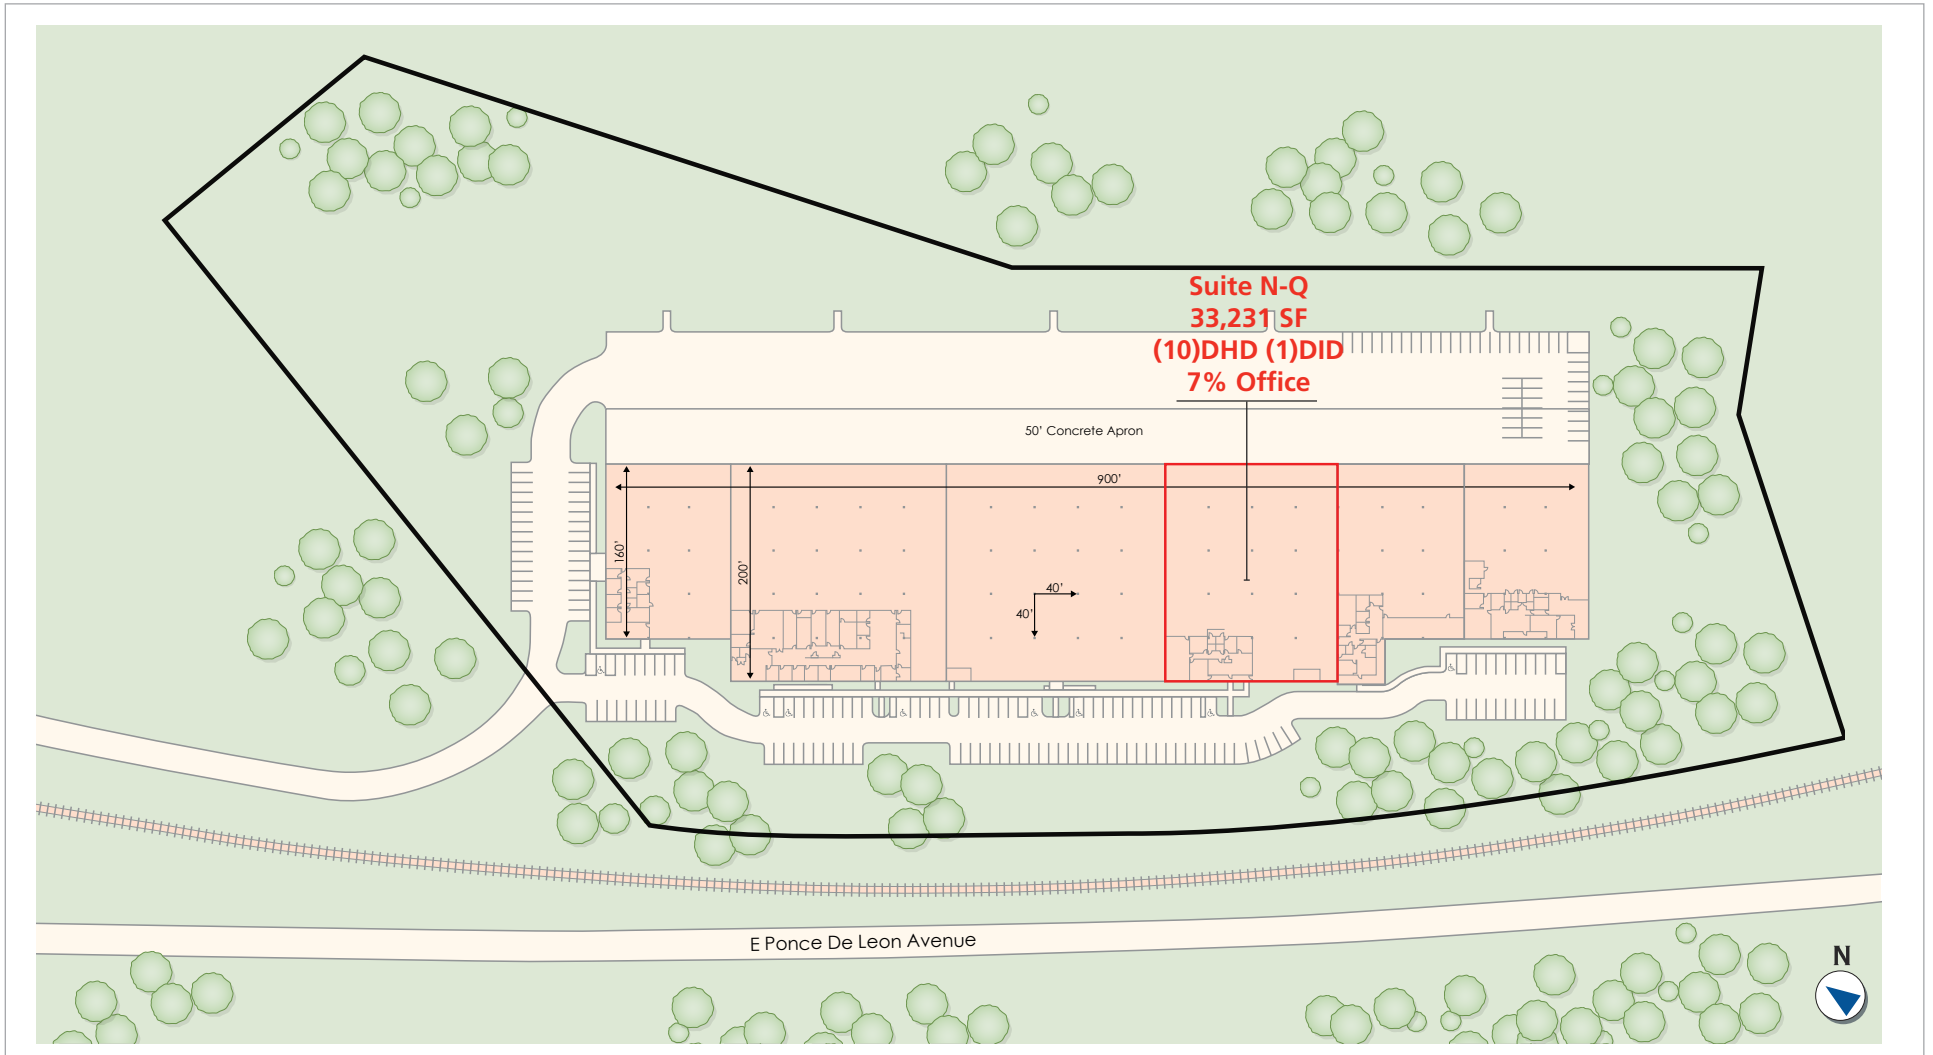 Suite N-Q
33,231 SF
(10)DHD (1)DID
7% Office
50' Concrete Apron
900'
160'
200'
40'
40'
E Ponce De Leon Avenue
N